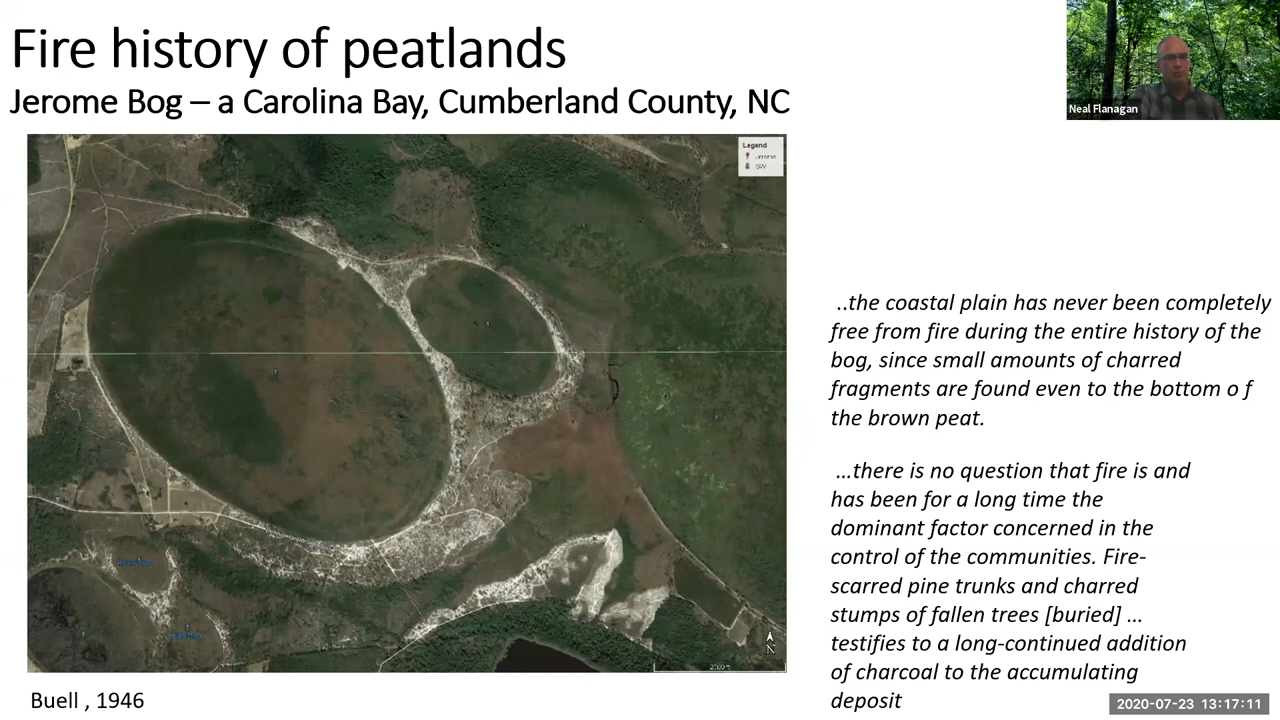 Fire history of peatlands
Jerome Bog – a Carolina Bay, Cumberland County, NC
Neal Flanagan
Legend
Jerome
N
..the coastal plain has never been completely
free from fire during the entire history of the
bog, since small amounts of charred
fragments are found even to the bottom o f
the brown peat.
…there is no question that fire is and
has been for a long time the
dominant factor concerned in the
control of the communities. Fire-
scarred pine trunks and charred
stumps of fallen trees [buried] …
testifies to a long-continued addition
of charcoal to the accumulating
deposit
Buell , 1946
2020-07-23 13:17:11